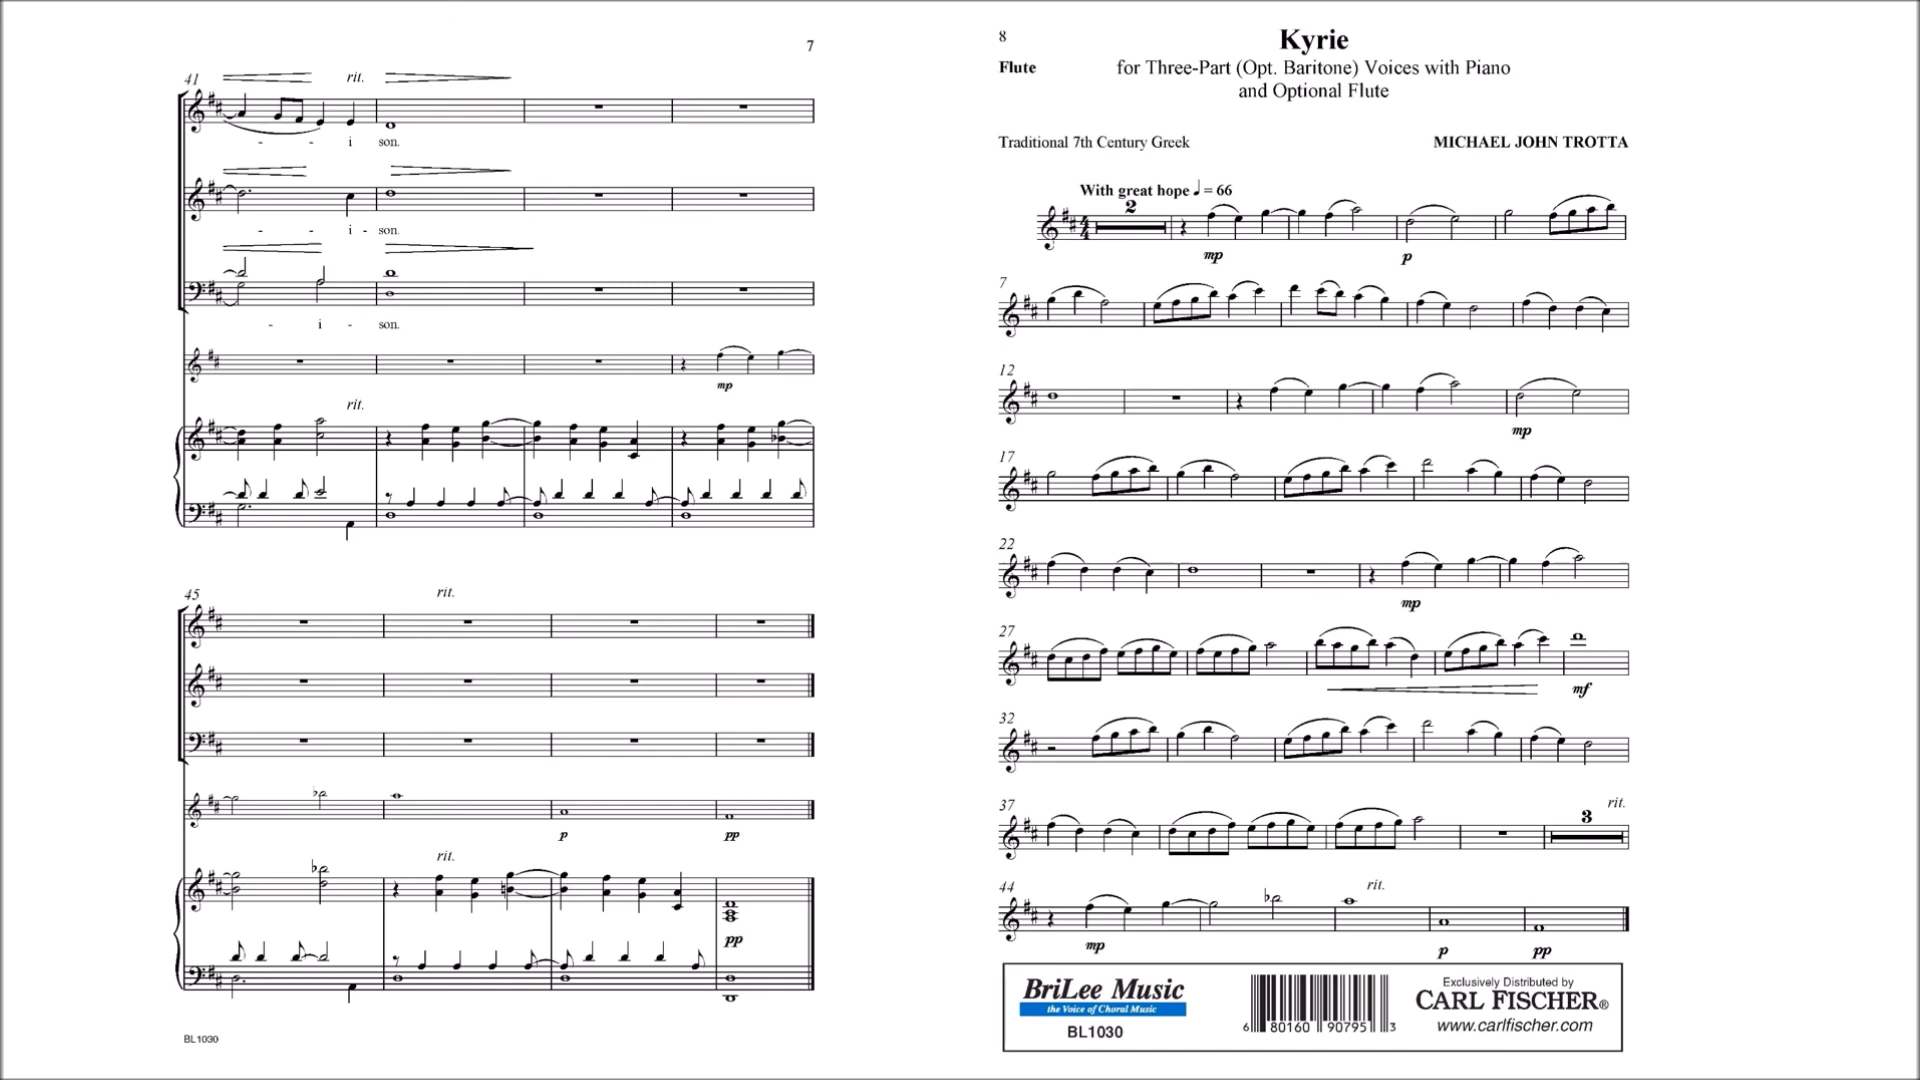 7
41
rit.
- - i son.
- - i - son.
- i - son.
mp
rit.
45
rit.
p pp
rit.
pp
BL1030
8
Kyrie
Flute
for Three-Part (Opt. Baritone) Voices with Piano
and Optional Flute
Traditional 7th Century Greek
MICHAEL JOHN TROTTA
With great hope ♩ = 66
2
4 4
mp p
7
12
mp
17
22
mp
27
mf
32
37
3
rit.
44
rit.
mp p pp
BriLee Music
the Voice of Choral Music
BL1030
6 80160 90795 3
Exclusively Distributed by
CARL FISCHER®
www.carlfischer.com